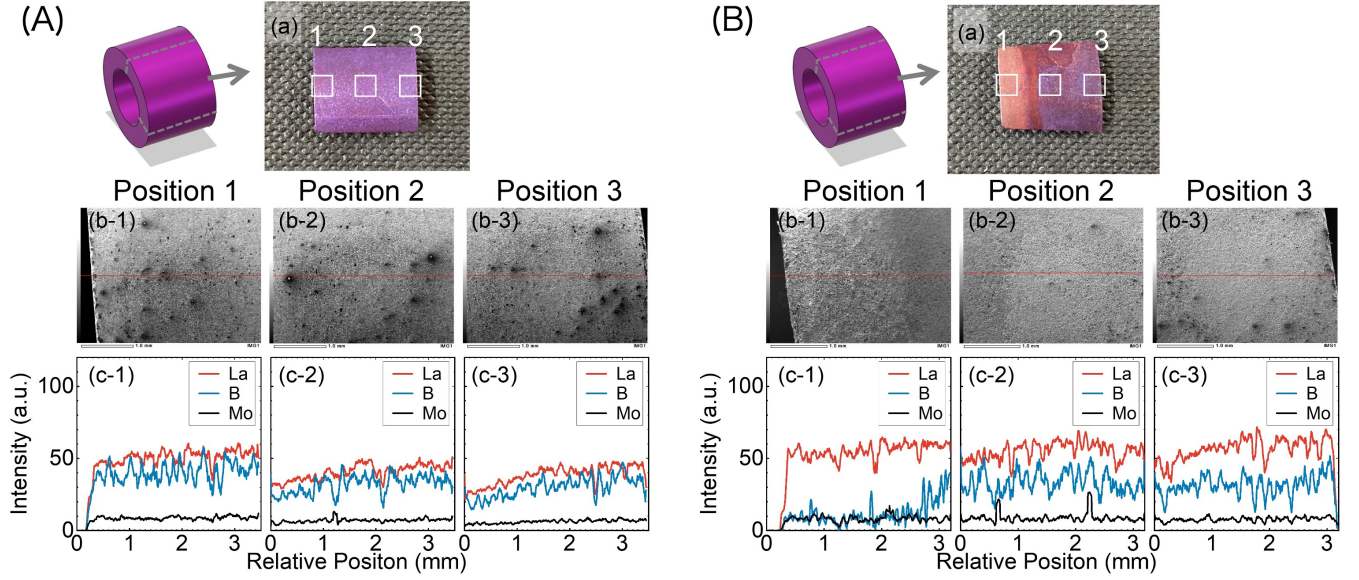 (A)
(a)
1 2 3
Position 1 Position 2 Position 3
(b-1) (b-2) (b-3)
1.0 mm IMG1 1.0 mm IMG1 1.0 mm IMG1
(c-1) La B Mo
(c-2) La B Mo
(c-3) La B Mo
Intensity (a.u.)
100
50
0
0 1 2 3 0 1 2 3 0 1 2 3
Relative Positon (mm)
(B)
(a)
1 2 3
Position 1 Position 2 Position 3
(b-1) (b-2) (b-3)
1.0 mm IMG1 1.0 mm IMG1 1.0 mm IMG1
(c-1) La B Mo
(c-2) La B Mo
(c-3) La B Mo
Intensity (a.u.)
100
50
0
0 1 2 3 0 1 2 3 0 1 2 3
Relative Positon (mm)